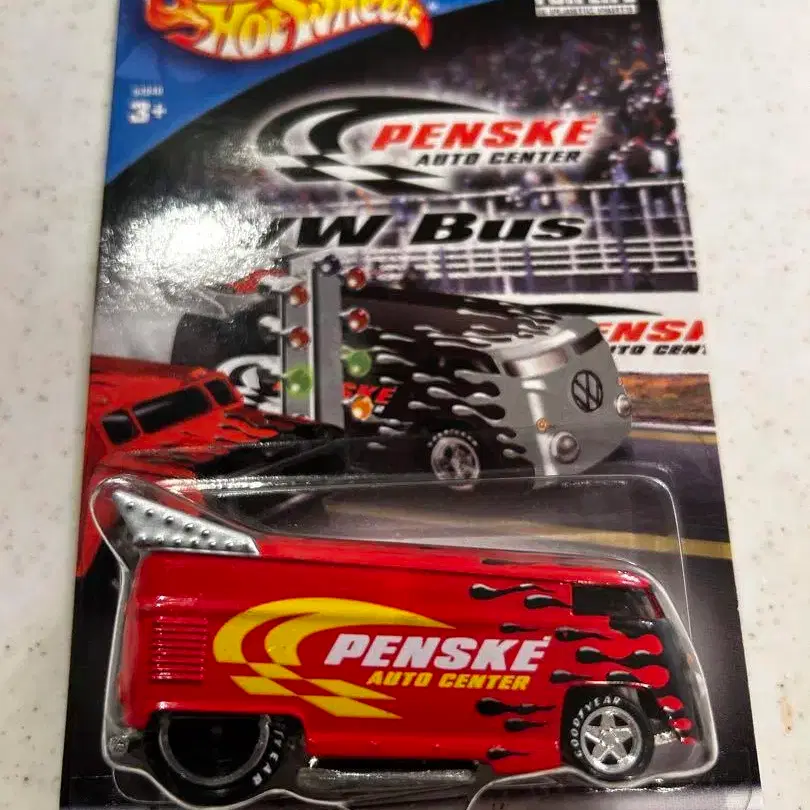 Hot Wheels
3+
PENSKE
AUTO CENTER
VW Bus
PENSKE
AUTO CENTER
GOODYEAR